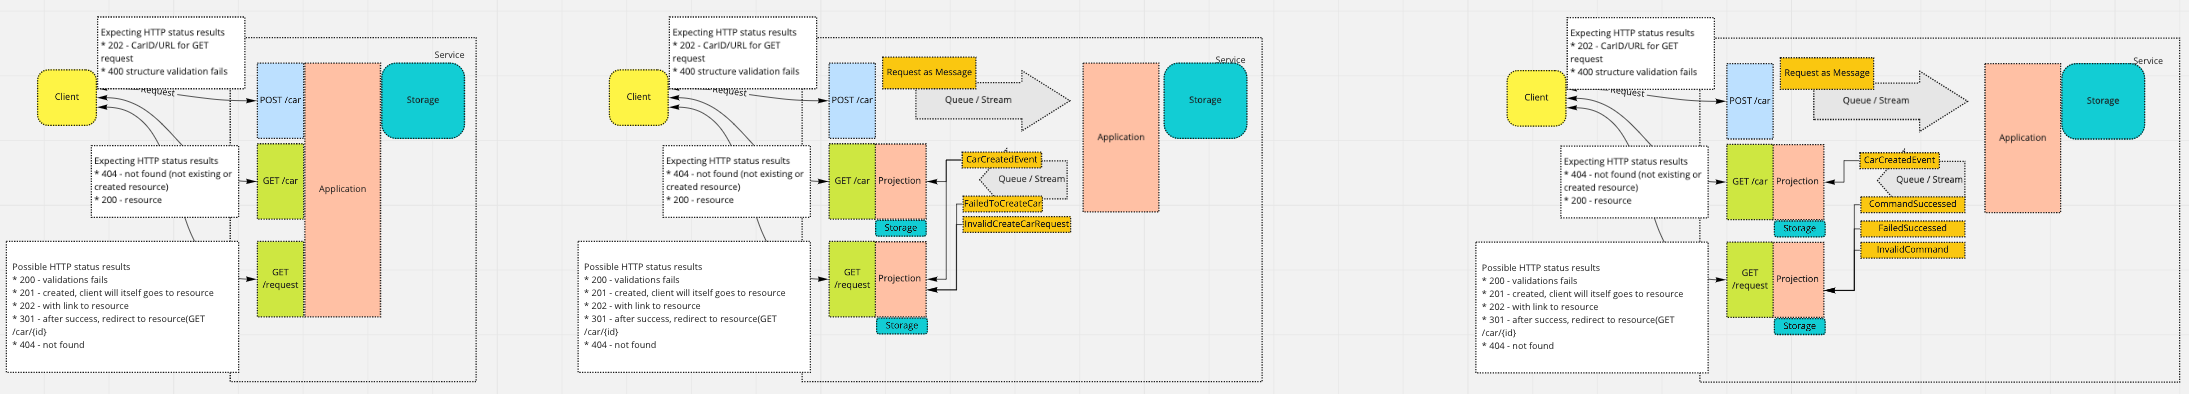 Expecting HTTP status results
* 202 - CarID/URL for GET
request
* 400 structure validation fails
Service
Client
Request
POST /car
Storage
Expecting HTTP status results
* 404 - not found (not existing or
created resource)
* 200 - resource
GET /car
Application
Possible HTTP status results
* 200 - validations fails
* 201 - created, client will itself goes to resource
* 202 - with link to resource
* 301 - after success, redirect to resource(GET
/car/{id}
* 404 - not found
GET
/request
Expecting HTTP status results
* 202 - CarID/URL for GET
request
* 400 structure validation fails
Service
Client
Request
POST /car
Request as Message
Queue / Stream
Application
Storage
Expecting HTTP status results
* 404 - not found (not existing or
created resource)
* 200 - resource
GET /car
Projection
Storage
CarCreatedEvent
Queue / Stream
FailedToCreateCar
InvalidCreateCarRequest
Possible HTTP status results
* 200 - validations fails
* 201 - created, client will itself goes to resource
* 202 - with link to resource
* 301 - after success, redirect to resource(GET
/car/{id}
* 404 - not found
GET
/request
Projection
Storage
Expecting HTTP status results
* 202 - CarID/URL for GET
request
* 400 structure validation fails
Service
Client
Request
POST /car
Request as Message
Queue / Stream
Application
Storage
Expecting HTTP status results
* 404 - not found (not existing or
created resource)
* 200 - resource
GET /car
Projection
Storage
CarCreatedEvent
Queue / Stream
CommandSuccessed
FailedSuccessed
InvalidCommand
Possible HTTP status results
* 200 - validations fails
* 201 - created, client will itself goes to resource
* 202 - with link to resource
* 301 - after success, redirect to resource(GET
/car/{id}
* 404 - not found
GET
/request
Projection
Storage